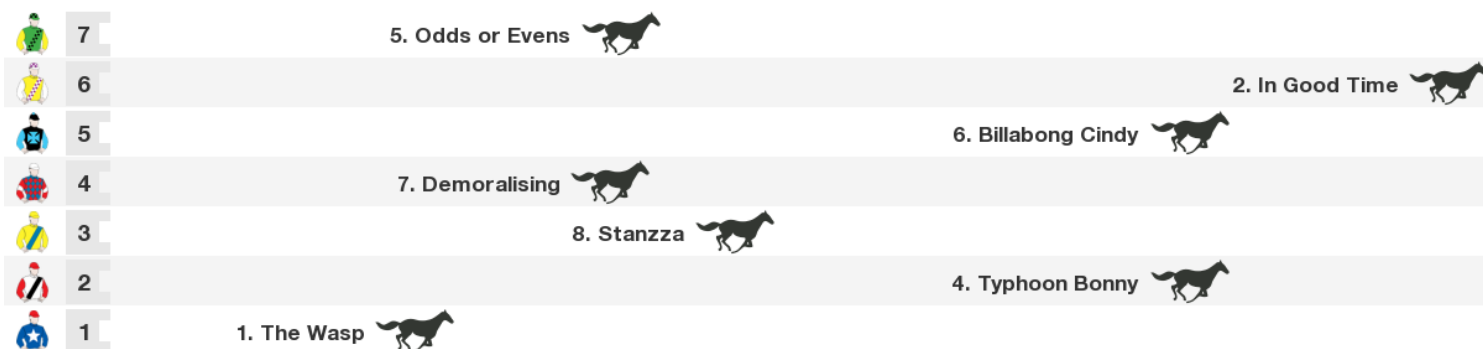 7 5. Odds or Evens
6 2. In Good Time
5 6. Billabong Cindy
4 7. Demoralising
3 8. Stanzza
2 4. Typhoon Bonny
1 1. The Wasp